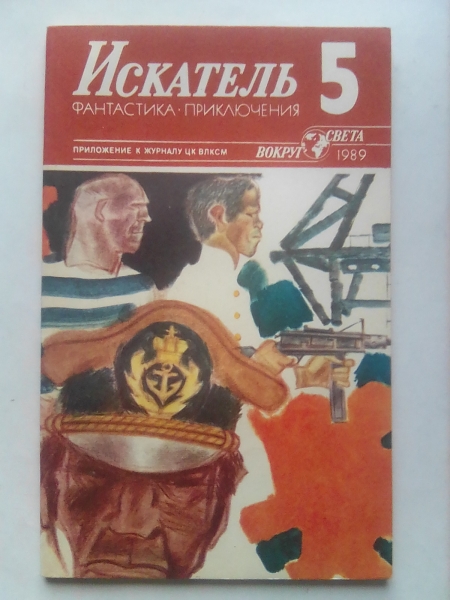 Искатель 5
ФАНТАСТИКА·ПРИКЛЮЧЕНИЯ
ПРИЛОЖЕНИЕ К ЖУРНАЛУ ЦК ВЛКСМ
ВОКРУГ СВЕТА
1989